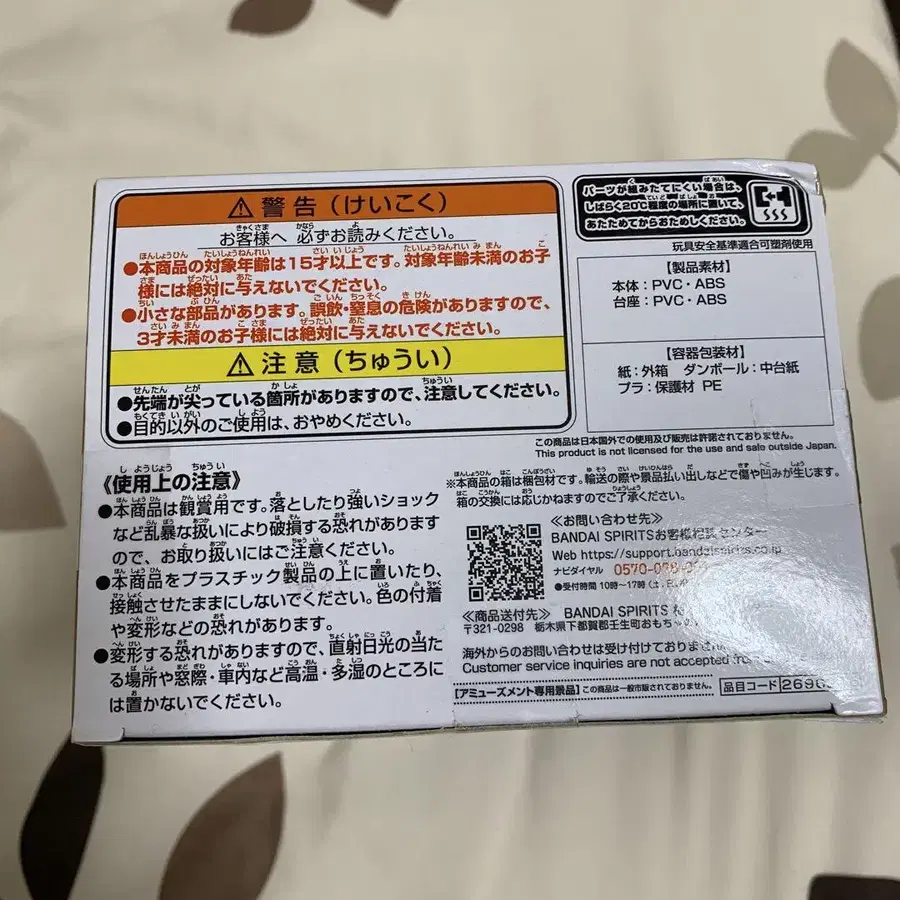 ⚠ 警告（けいこく）
お客様へ 必ずお読みください。
●本商品の対象年齢は15才以上です。対象年齢未満のお子
様には絶対に与えないでください。
●小さな部品があります。誤飲・窒息の危険がありますので、
3才未満のお子様には絶対に与えないでください。
⚠ 注意（ちゅうい）
●先端が尖っている箇所がありますので、注意してください。
●目的以外のご使用は、おやめください。
《使用上の注意》
●本商品は観賞用です。落としたり強いショック
など乱暴な扱いにより破損する恐れがあります
ので、お取り扱いにはご注意ください。
●本商品をプラスチック製品の上に置いたり、
接触させたままにしないでください。色の付着
や変形などの恐れがあります。
●変形する恐れがありますので、直射日光の当た
る場所や窓際・車内など高温・多湿のところに
は置かないでください。
パーツが組みたてにくい場合は、
しばらく20℃程度の場所に置いて、
あたためてからおためしください。
玩具安全基準適合可塑剤使用
【製品素材】
本体：PVC・ABS
台座：PVC・ABS
【容器包装材】
紙：外箱 ダンボール：中台紙
プラ：保護材 PE
この商品は日本国外での使用及び販売は許諾されておりません。
This product is not licensed for the use and sale outside Japan.
※本商品の箱は梱包材です。輸送の際や景品払い出しなどで傷や凹みが生じます。
箱の交換には応じかねますのでご了承ください。
《お問い合わせ先》
BANDAI SPIRITSお客様相談センター
Web https://support.bandaispirits.co.jp
ナビダイヤル 0570-0
●受付時間 10時～17時
《商品送付先》 BANDAI SPIRITS
〒321-0298 栃木県下都賀郡壬生町おもち
海外からのお問い合わせは受け付けておりません
Customer service inquiries are not accepted from
【アミューズメント専用景品】この商品は一般市販されておりません。
品目コード 2696